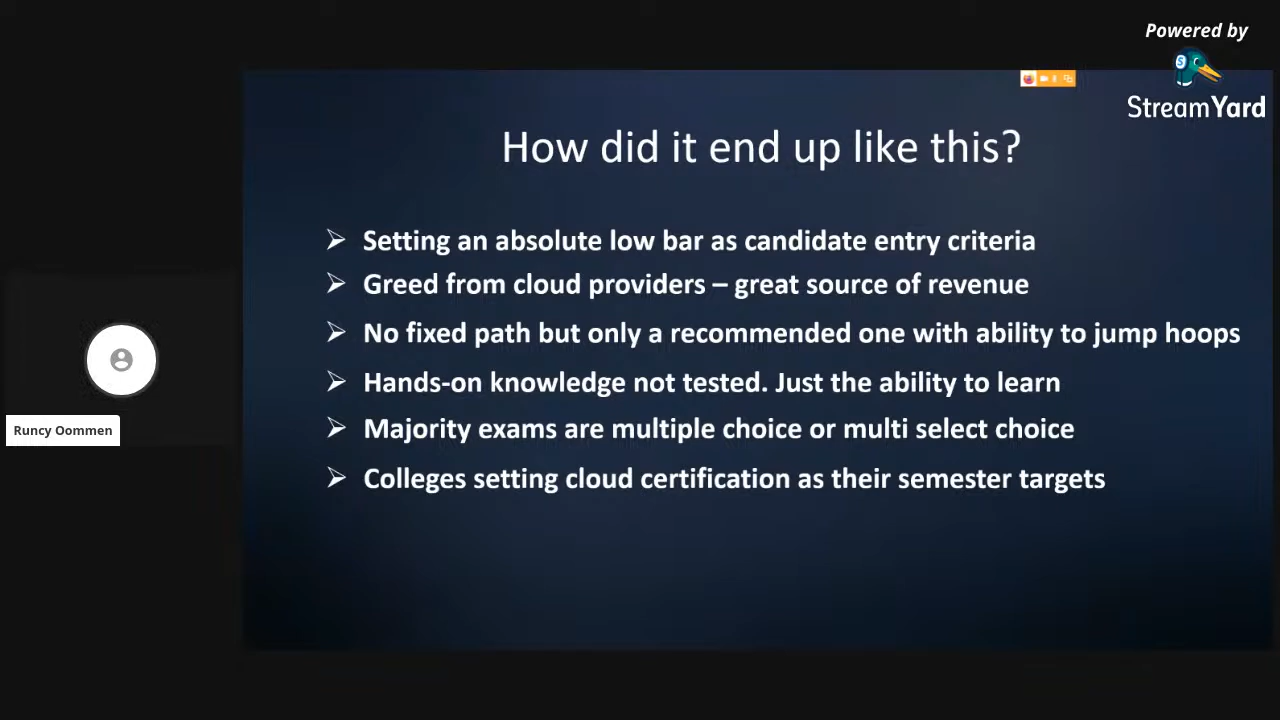 Powered by
StreamYard
How did it end up like this?
Setting an absolute low bar as candidate entry criteria
Greed from cloud providers – great source of revenue
No fixed path but only a recommended one with ability to jump hoops
Hands-on knowledge not tested. Just the ability to learn
Majority exams are multiple choice or multi select choice
Colleges setting cloud certification as their semester targets
Runcy Oommen